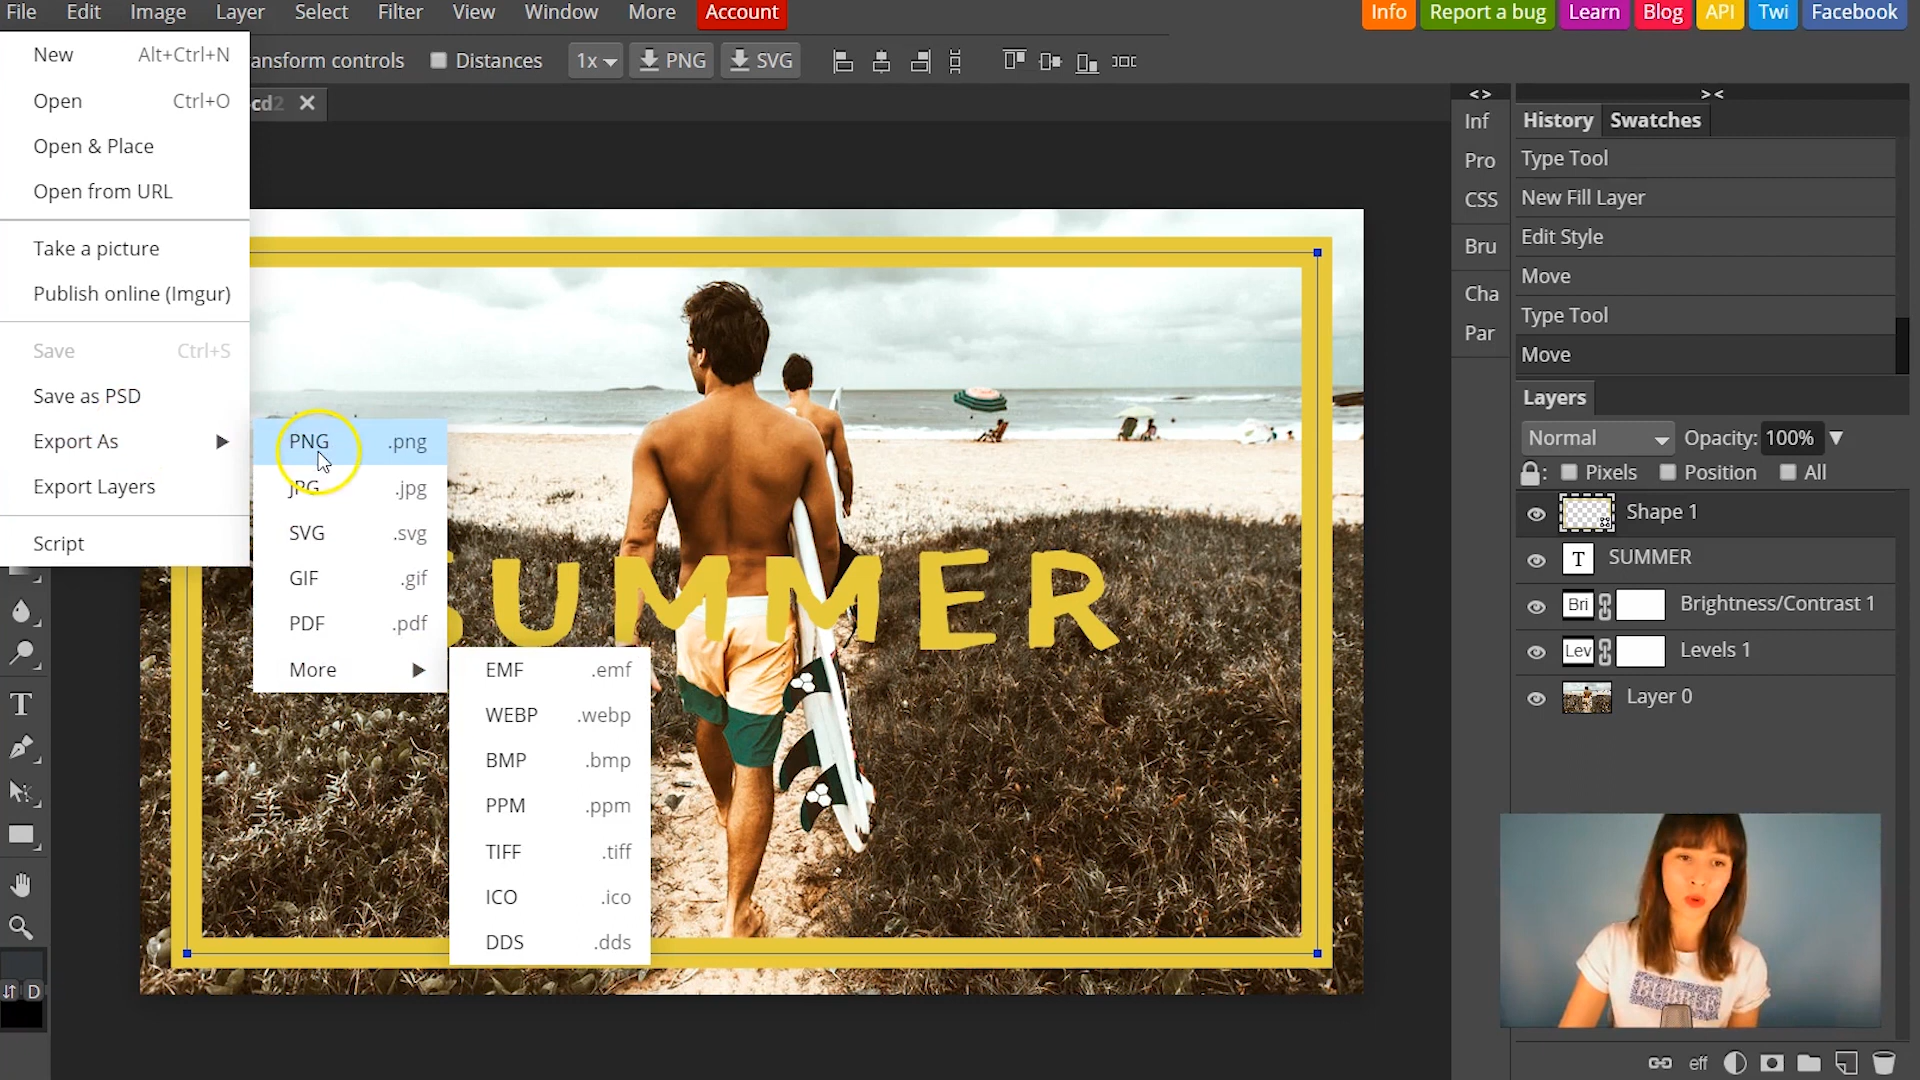 File Edit Image Layer Select Filter View Window More Account Info Report a bug Learn Blog API Twi Facebook
ansform controls Distances 1x PNG SVG
cd2
New Alt+Ctrl+N
Open Ctrl+O
Open & Place
Open from URL
Take a picture
Publish online (Imgur)
Save Ctrl+S
Save as PSD
Export As
Export Layers
Script
PNG .png
JPG .jpg
SVG .svg
GIF .gif
PDF .pdf
More
EMF .emf
WEBP .webp
BMP .bmp
PPM .ppm
TIFF .tiff
ICO .ico
DDS .dds
SUMMER
T
D
Inf
Pro
CSS
Bru
Cha
Par
History Swatches
Type Tool
New Fill Layer
Edit Style
Move
Type Tool
Move
Layers
Normal Opacity: 100%
: Pixels Position All
Shape 1
T SUMMER
Bri Brightness/Contrast 1
Lev Levels 1
Layer 0
eff